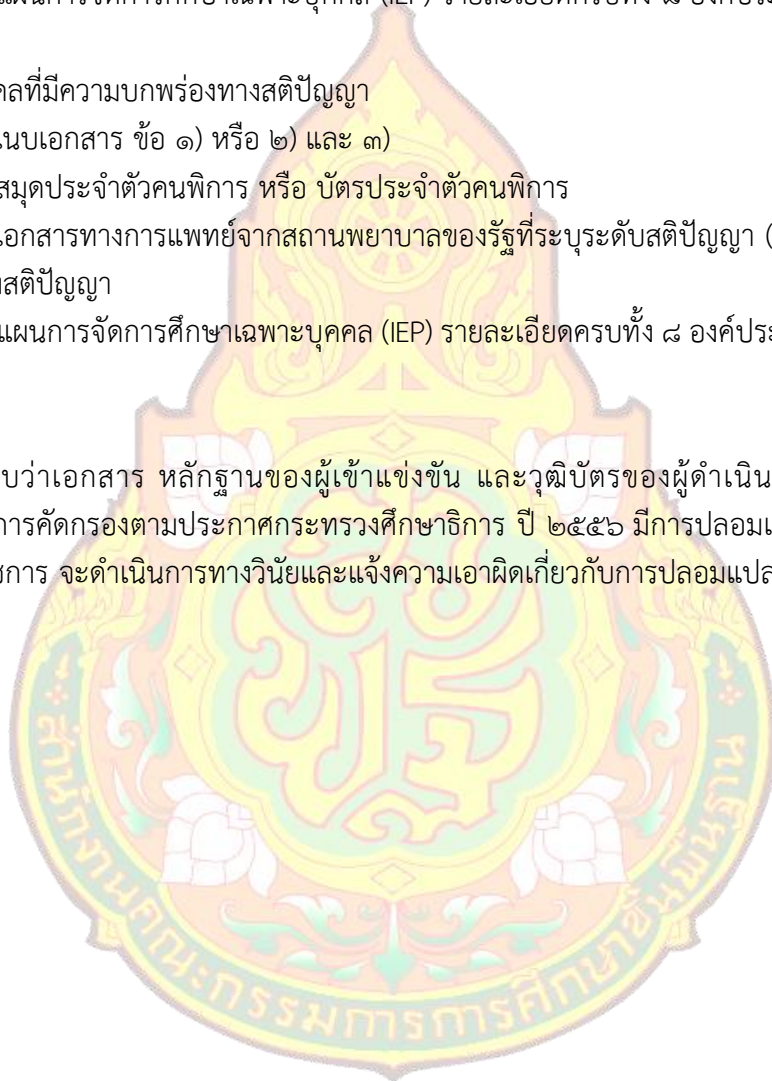 แผนการจัดการศึกษาเฉพาะบุคคล (IEP) รายละเอียดครบทั้ง ๘ องค์ประ
คลที่มีความบกพร่องทางสติปัญญา
แนบเอกสาร ข้อ ๑) หรือ ๒) และ ๓)
สมุดประจำตัวคนพิการ หรือ บัตรประจำตัวคนพิการ
เอกสารทางการแพทย์จากสถานพยาบาลของรัฐที่ระบุระดับสติปัญญา (
สติปัญญา
แผนการจัดการศึกษาเฉพาะบุคคล (IEP) รายละเอียดครบทั้ง ๘ องค์ประ
บว่าเอกสาร หลักฐานของผู้เข้าแข่งขัน และวุฒิบัตรของผู้ดำเนิน
การคัดกรองตามประกาศกระทรวงศึกษาธิการ ปี ๒๕๕๖ มีการปลอมแ
ชการ จะดำเนินการทางวินัยและแจ้งความเอาผิดเกี่ยวกับการปลอมแปล
สำนักงานคณะกรรมการการศึกษาขั้นพื้นฐาน